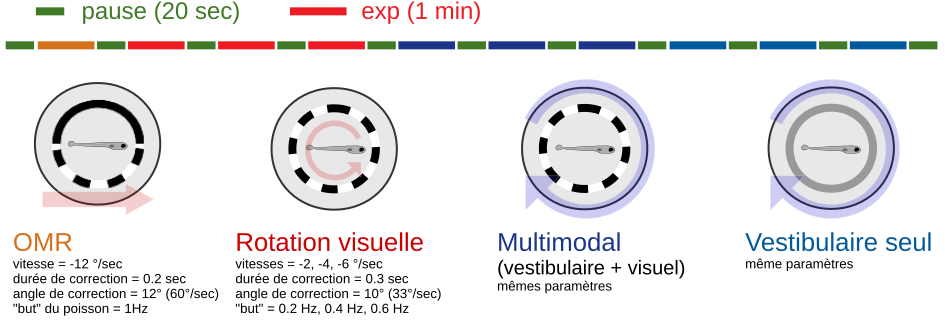 pause (20 sec) exp (1 min)
OMR
vitesse = -12 °/sec
durée de correction = 0.2 sec
angle de correction = 12° (60°/sec)
"but" du poisson = 1Hz
Rotation visuelle
vitesses = -2, -4, -6 °/sec
durée de correction = 0.3 sec
angle de correction = 10° (33°/sec)
"but" = 0.2 Hz, 0.4 Hz, 0.6 Hz
Multimodal
(vestibulaire + visuel)
mêmes paramètres
Vestibulaire seul
même paramètres